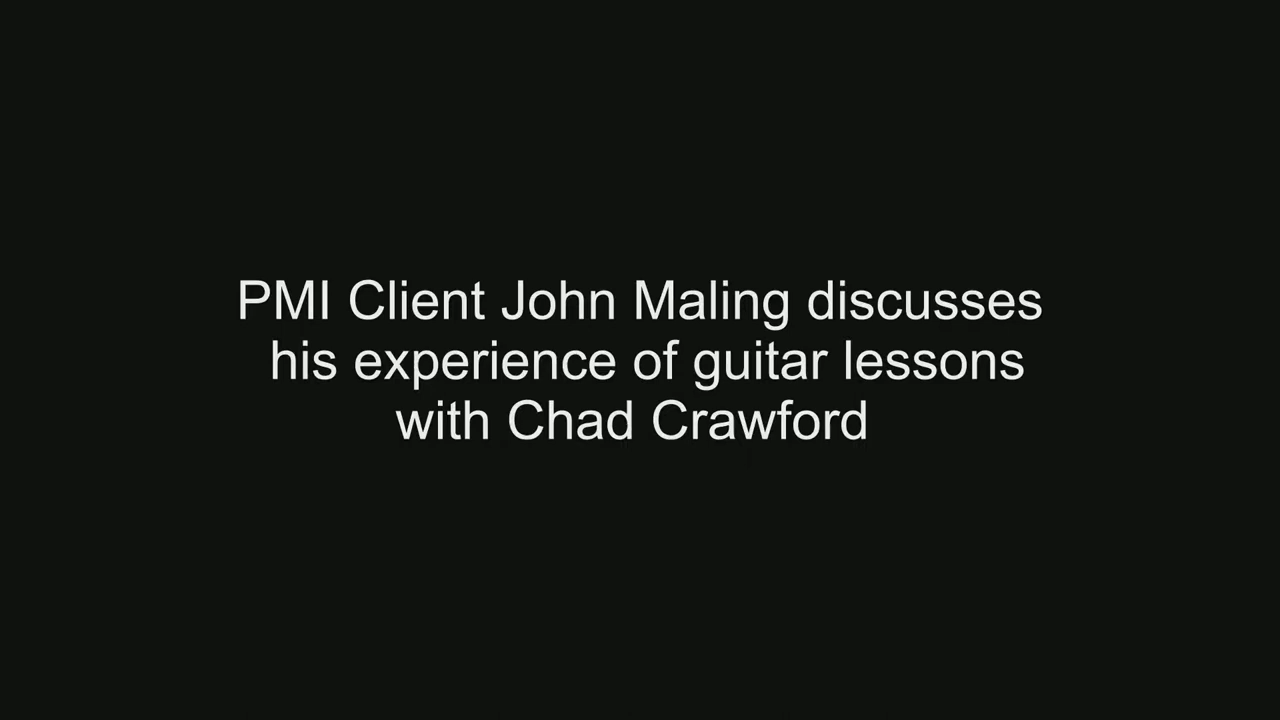 PMI Client John Maling discusses
his experience of guitar lessons
with Chad Crawford